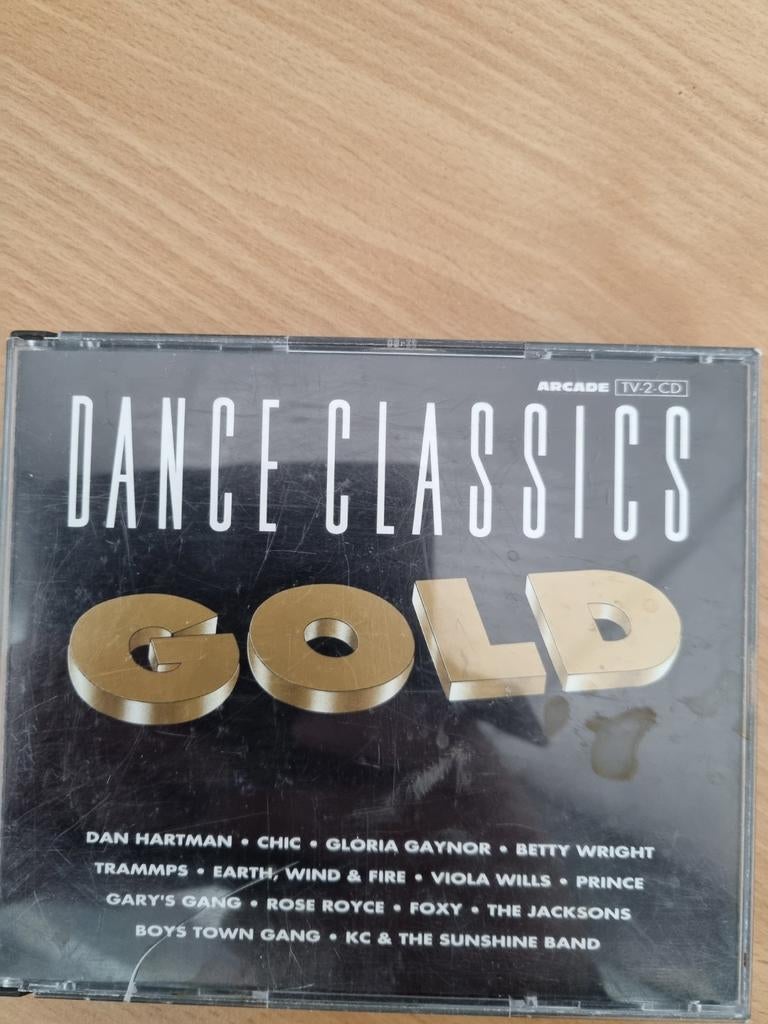 ARCADE TV-2-CD
DANCE CLASSICS
GOLD
DAN HARTMAN • CHIC • GLORIA GAYNOR • BETTY WRIGHT
TRAMMPS • EARTH, WIND & FIRE • VIOLA WILLS • PRINCE
GARY'S GANG • ROSE ROYCE • FOXY • THE JACKSONS
BOYS TOWN GANG • KC & THE SUNSHINE BAND